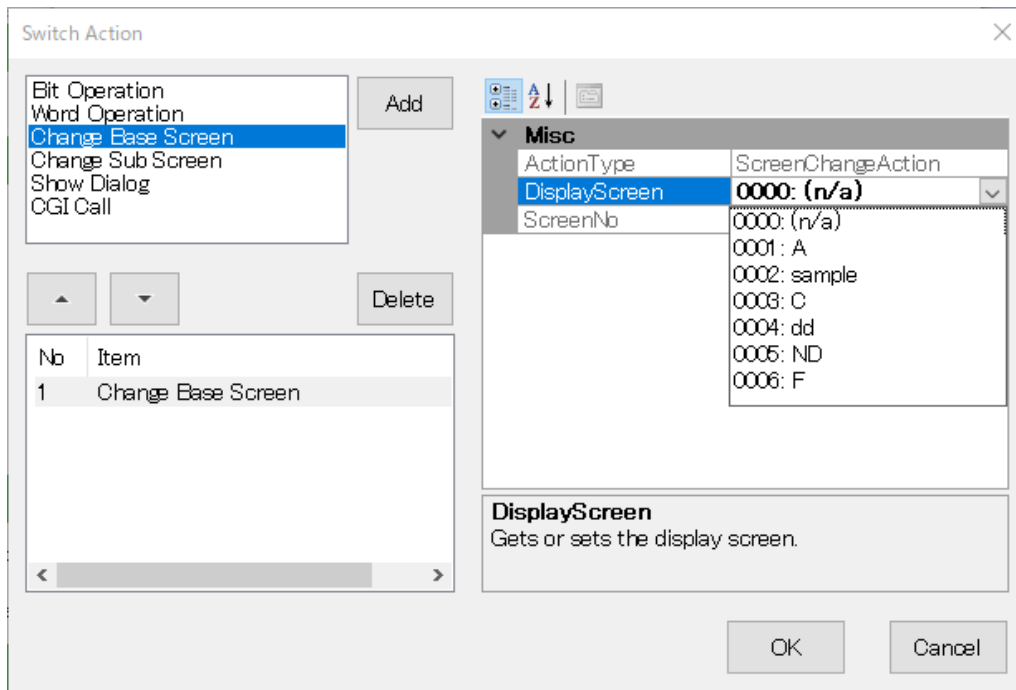 Switch Action
Bit Operation
Word Operation
Change Base Screen
Change Sub Screen
Show Dialog
CGI Call
Add
Delete
No Item
1 Change Base Screen
Misc
ActionType ScreenChangeAction
DisplayScreen 0000: (n/a)
ScreenNo
0000: (n/a)
0001: A
0002: sample
0003: C
0004: dd
0005: ND
0006: F
DisplayScreen
Gets or sets the display screen.
OK Cancel